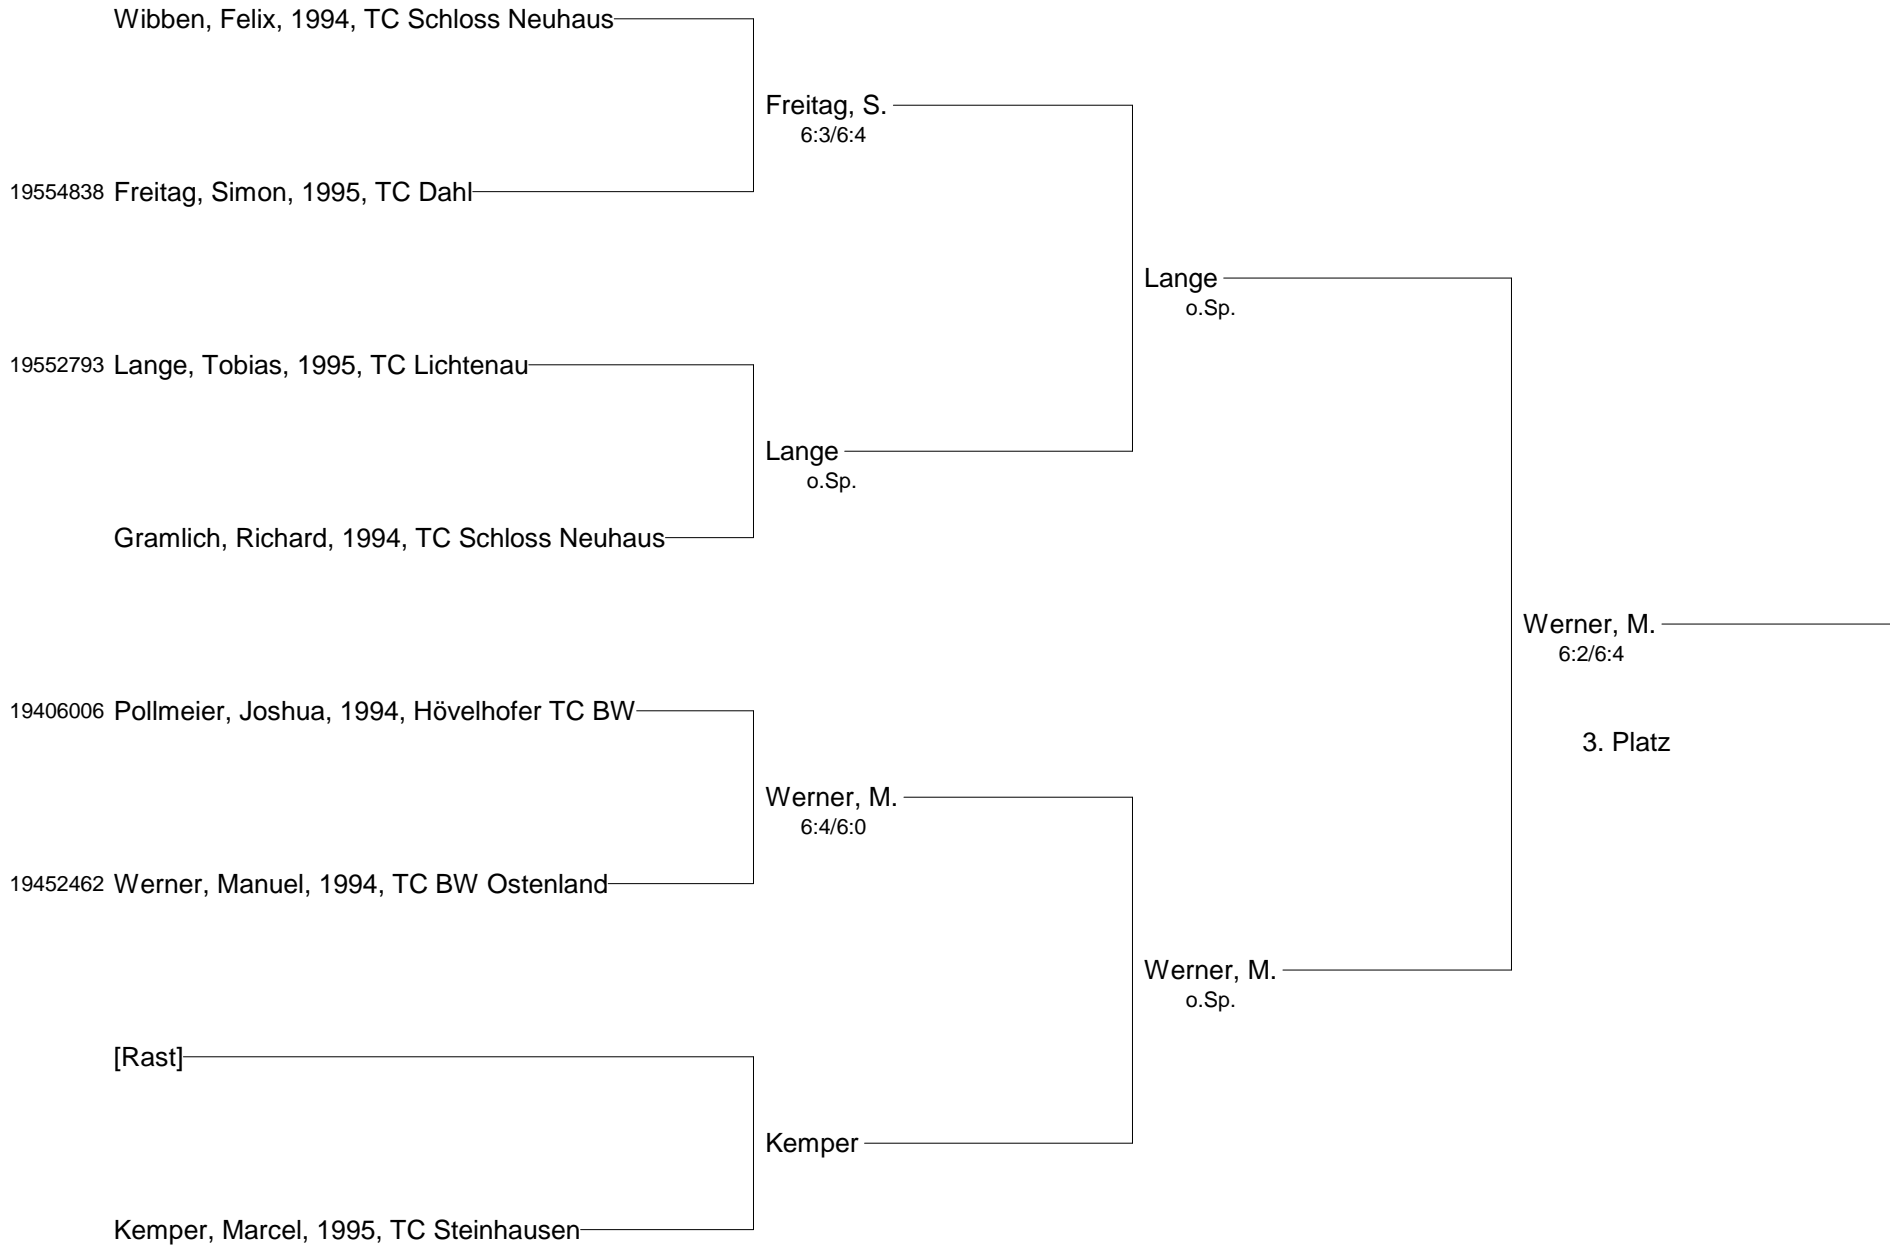 Wibben, Felix, 1994, TC Schloss Neuhaus
Freitag, S.
6:3/6:4
19554838 Freitag, Simon, 1995, TC Dahl
Lange
o.Sp.
19552793 Lange, Tobias, 1995, TC Lichtenau
Lange
o.Sp.
Gramlich, Richard, 1994, TC Schloss Neuhaus
Werner, M.
6:2/6:4
19406006 Pollmeier, Joshua, 1994, Hövelhofer TC BW
3. Platz
Werner, M.
6:4/6:0
19452462 Werner, Manuel, 1994, TC BW Ostenland
Werner, M.
o.Sp.
[Rast]
Kemper
Kemper, Marcel, 1995, TC Steinhausen